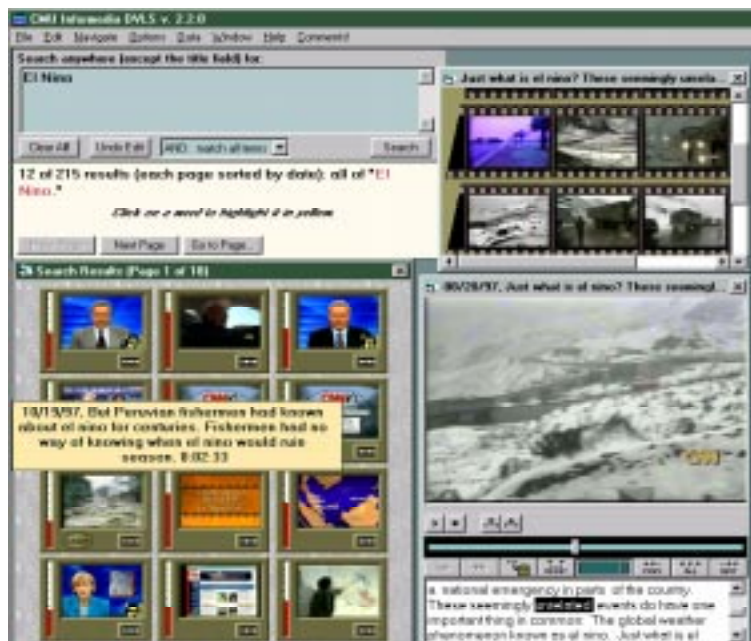 CMU Informedia DVLS v. 2.2.0
File Edit Navigate Options Data Window Help Comments!
Search anywhere (except the title field) for:
El Nino
Clear All Undo Edit AND: match all terms Search
12 of 215 results (each page sorted by date): all of "El
Nino."
Click on a word to highlight it in yellow.
Next Page Go to Page...
Just what is el nino? These seemingly unrela...
Search Results (Page 1 of 18)
10/19/97. But Peruvian fishermen had known
about el nino for centuries. Fishermen had no
way of knowing when el nino would ruin
season. 0:02:33
Just what is el nino? These seemingl...
CNN
a. national emergency in parts of the country.
These seemingly unrelated events do have one
important thing in common: The global weather
phenomenon known as el nino. Just what is el